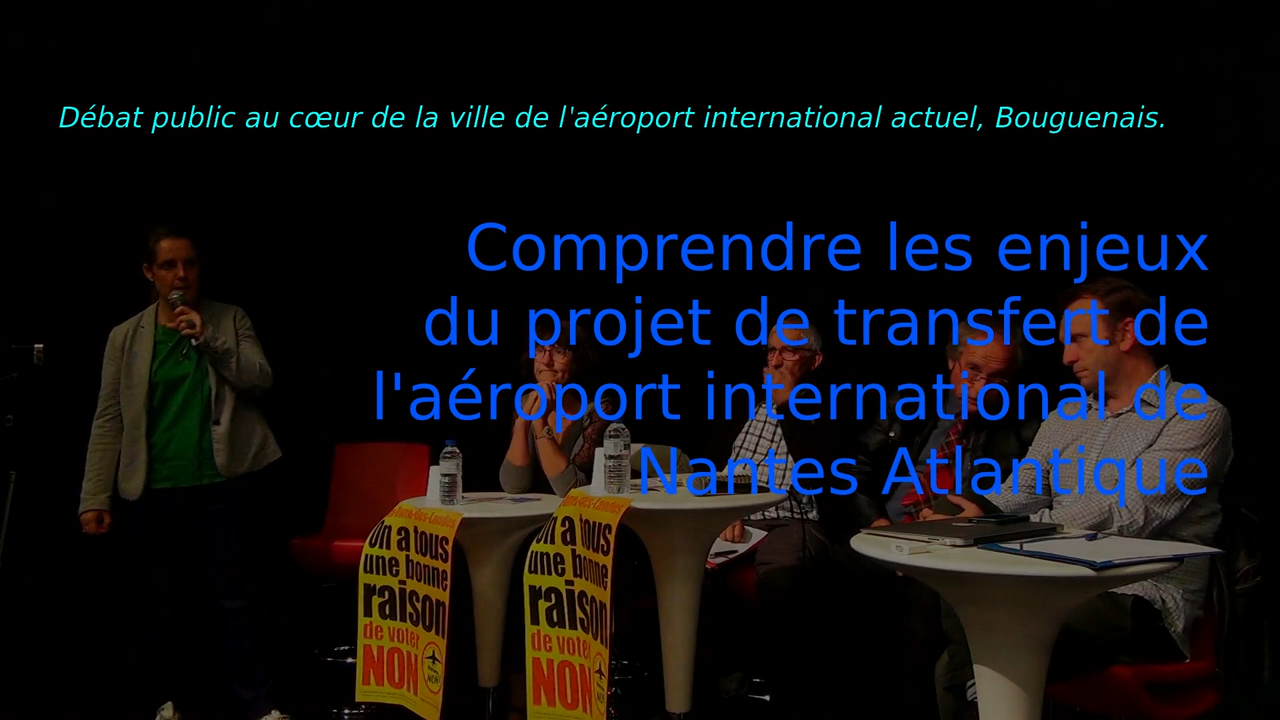 Débat public au cœur de la ville de l'aéroport international actuel, Bouguenais.
Comprendre les enjeux
du projet de transfert de
l'aéroport international de
Nantes Atlantique
On a tous
une bonne
raison
de voter
NON
On a tous
une bonne
raison
de voter
NON